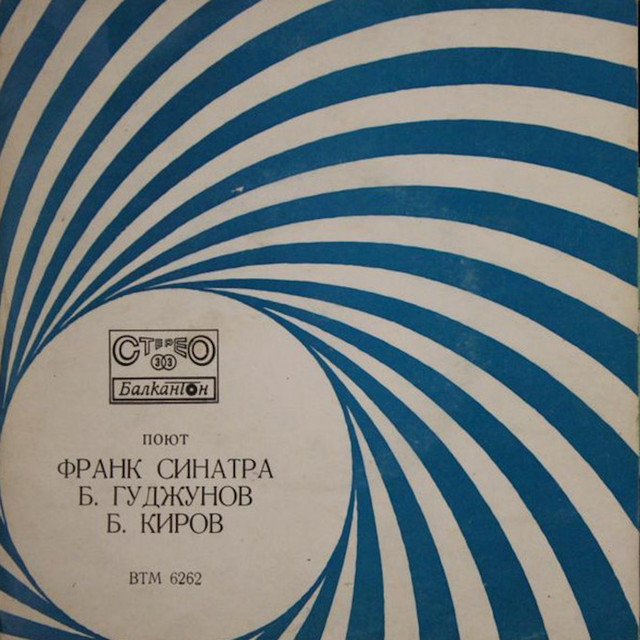 СТЕРЕО
33
Балкантон
ПОЮТ
ФРАНК СИНАТРА
Б. ГУДЖУНОВ
Б. КИРОВ
ВТМ 6262